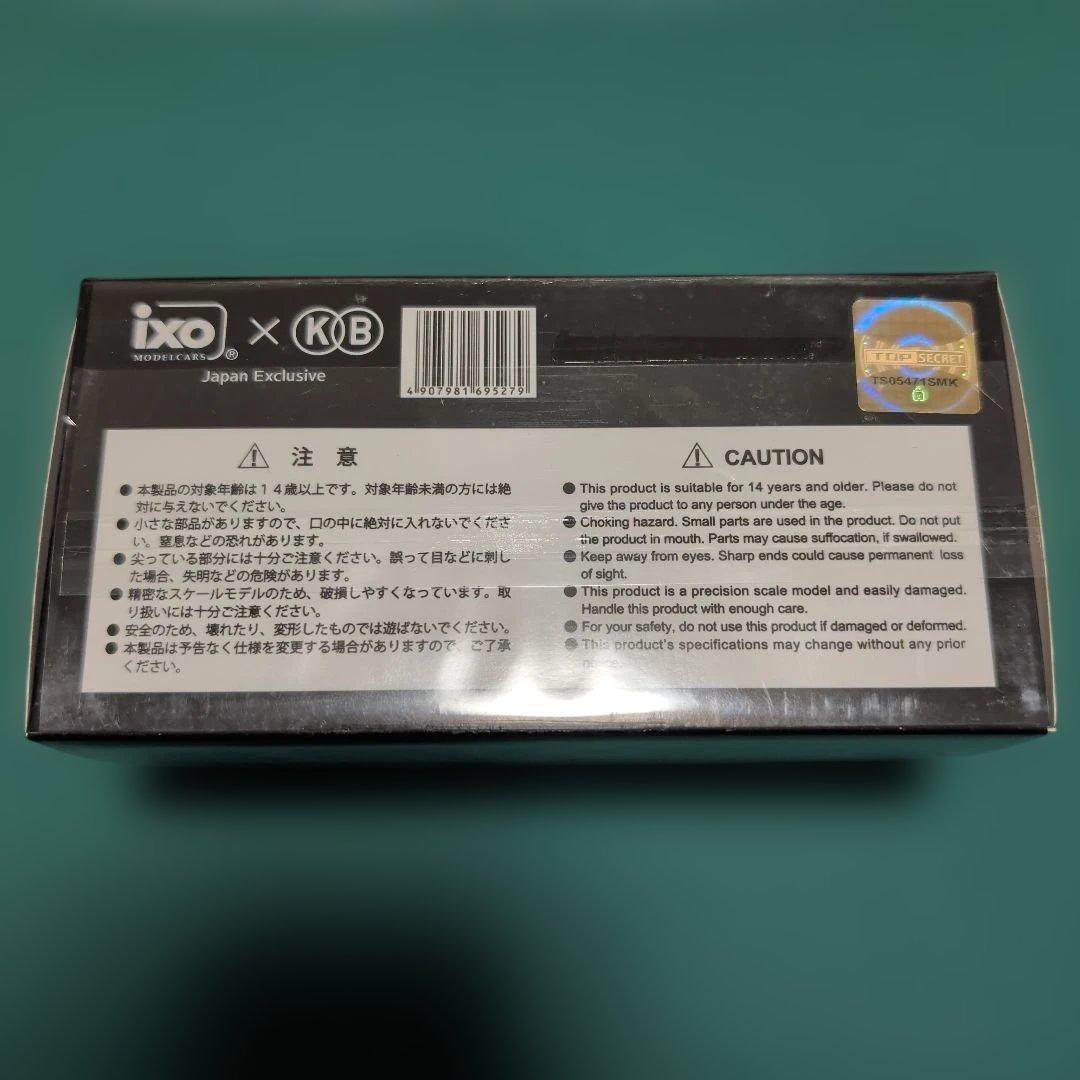 ixo
MODELCARS ®
× KB
Japan Exclusive
4 907981 695279
TOP SECRET
TS05471SMK
注 意
● 本製品の対象年齢は１４歳以上です。対象年齢未満の方には絶
対に与えないでください。
● 小さな部品がありますので、口の中に絶対に入れないでくださ
い。窒息などの恐れがあります。
● 尖っている部分には十分ご注意ください。誤って目などに刺し
た場合、失明などの危険があります。
● 精密なスケールモデルのため、破損しやすくなっています。取
り扱いには十分ご注意ください。
● 安全のため、壊れたり、変形したものでは遊ばないでください。
● 本製品は予告なく仕様を変更する場合がありますので、ご了承
ください。
CAUTION
● This product is suitable for 14 years and older. Please do not
give the product to any person under the age.
● Choking hazard. Small parts are used in the product. Do not put
the product in mouth. Parts may cause suffocation, if swallowed.
● Keep away from eyes. Sharp ends could cause permanent loss
of sight.
● This product is a precision scale model and easily damaged.
Handle this product with enough care.
● For your safety, do not use this product if damaged or deformed.
● This product's specifications may change without any prior